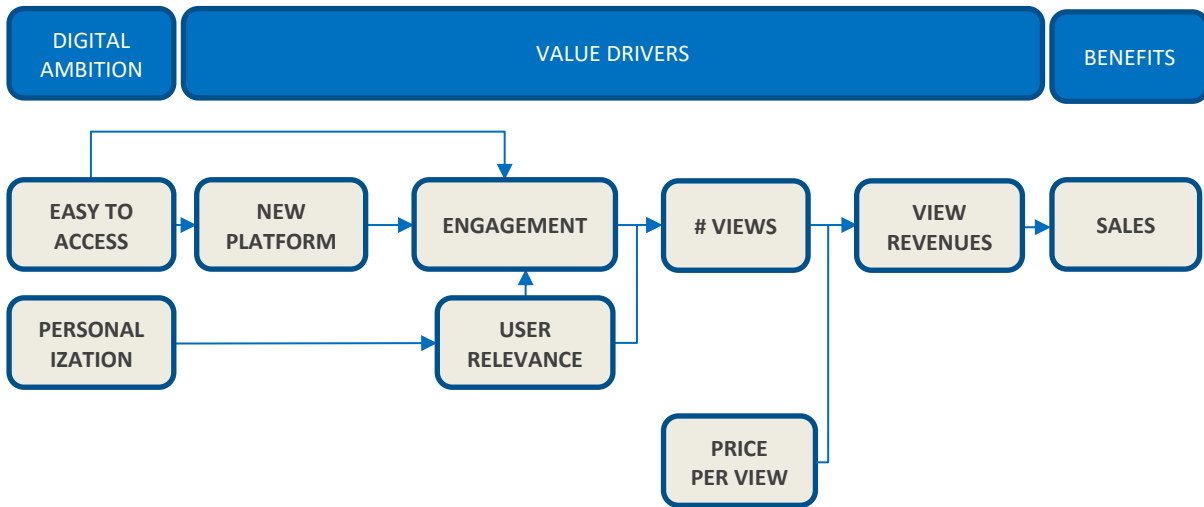 DIGITAL
AMBITION
VALUE DRIVERS
BENEFITS
EASY TO
ACCESS
NEW
PLATFORM
ENGAGEMENT
# VIEWS
VIEW
REVENUES
SALES
PERSONAL
IZATION
USER
RELEVANCE
PRICE
PER VIEW